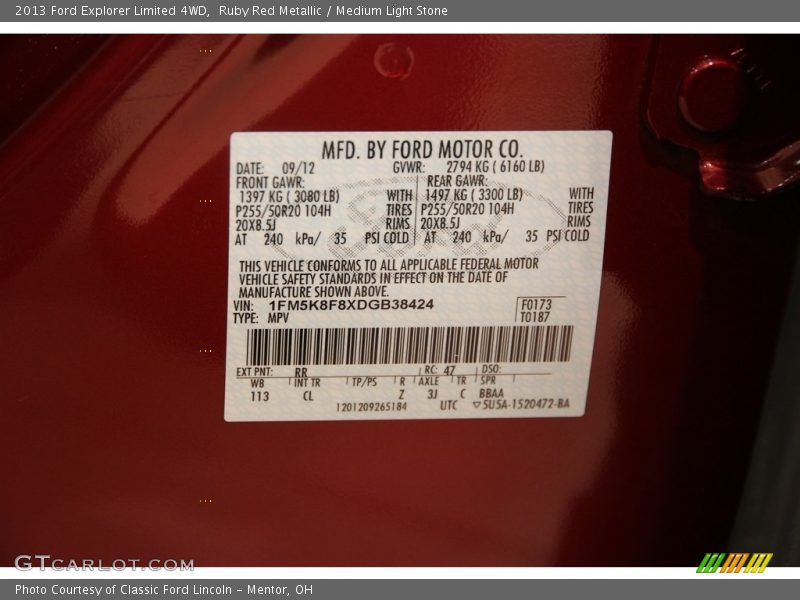 2013 Ford Explorer Limited 4WD,  Ruby Red Metallic / Medium Light Stone
MFD. BY FORD MOTOR CO.
DATE: 09/12 GVWR: 2794 KG ( 6160 LB)
FRONT GAWR: REAR GAWR:
1397 KG ( 3080 LB) WITH 1497 KG ( 3300 LB) WITH
P255/50R20 104H TIRES P255/50R20 104H TIRES
20X8.5J RIMS 20X8.5J RIMS
AT 240 kPa/ 35 PSI COLD AT 240 kPa/ 35 PSI COLD
THIS VEHICLE CONFORMS TO ALL APPLICABLE FEDERAL MOTOR
VEHICLE SAFETY STANDARDS IN EFFECT ON THE DATE OF
MANUFACTURE SHOWN ABOVE.
VIN: 1FM5K8F8XDGB38424 F0173
TYPE: MPV T0187
EXT PNT: RR RC: 47 DSO:
WB INT TR TP/PS R AXLE TR SPR
113 CL Z 3J C BBAA
1201209265184 UTC ▽5U5A-1520472-BA
GTCARLOT.COM
Photo Courtesy of Classic Ford Lincoln – Mentor, OH